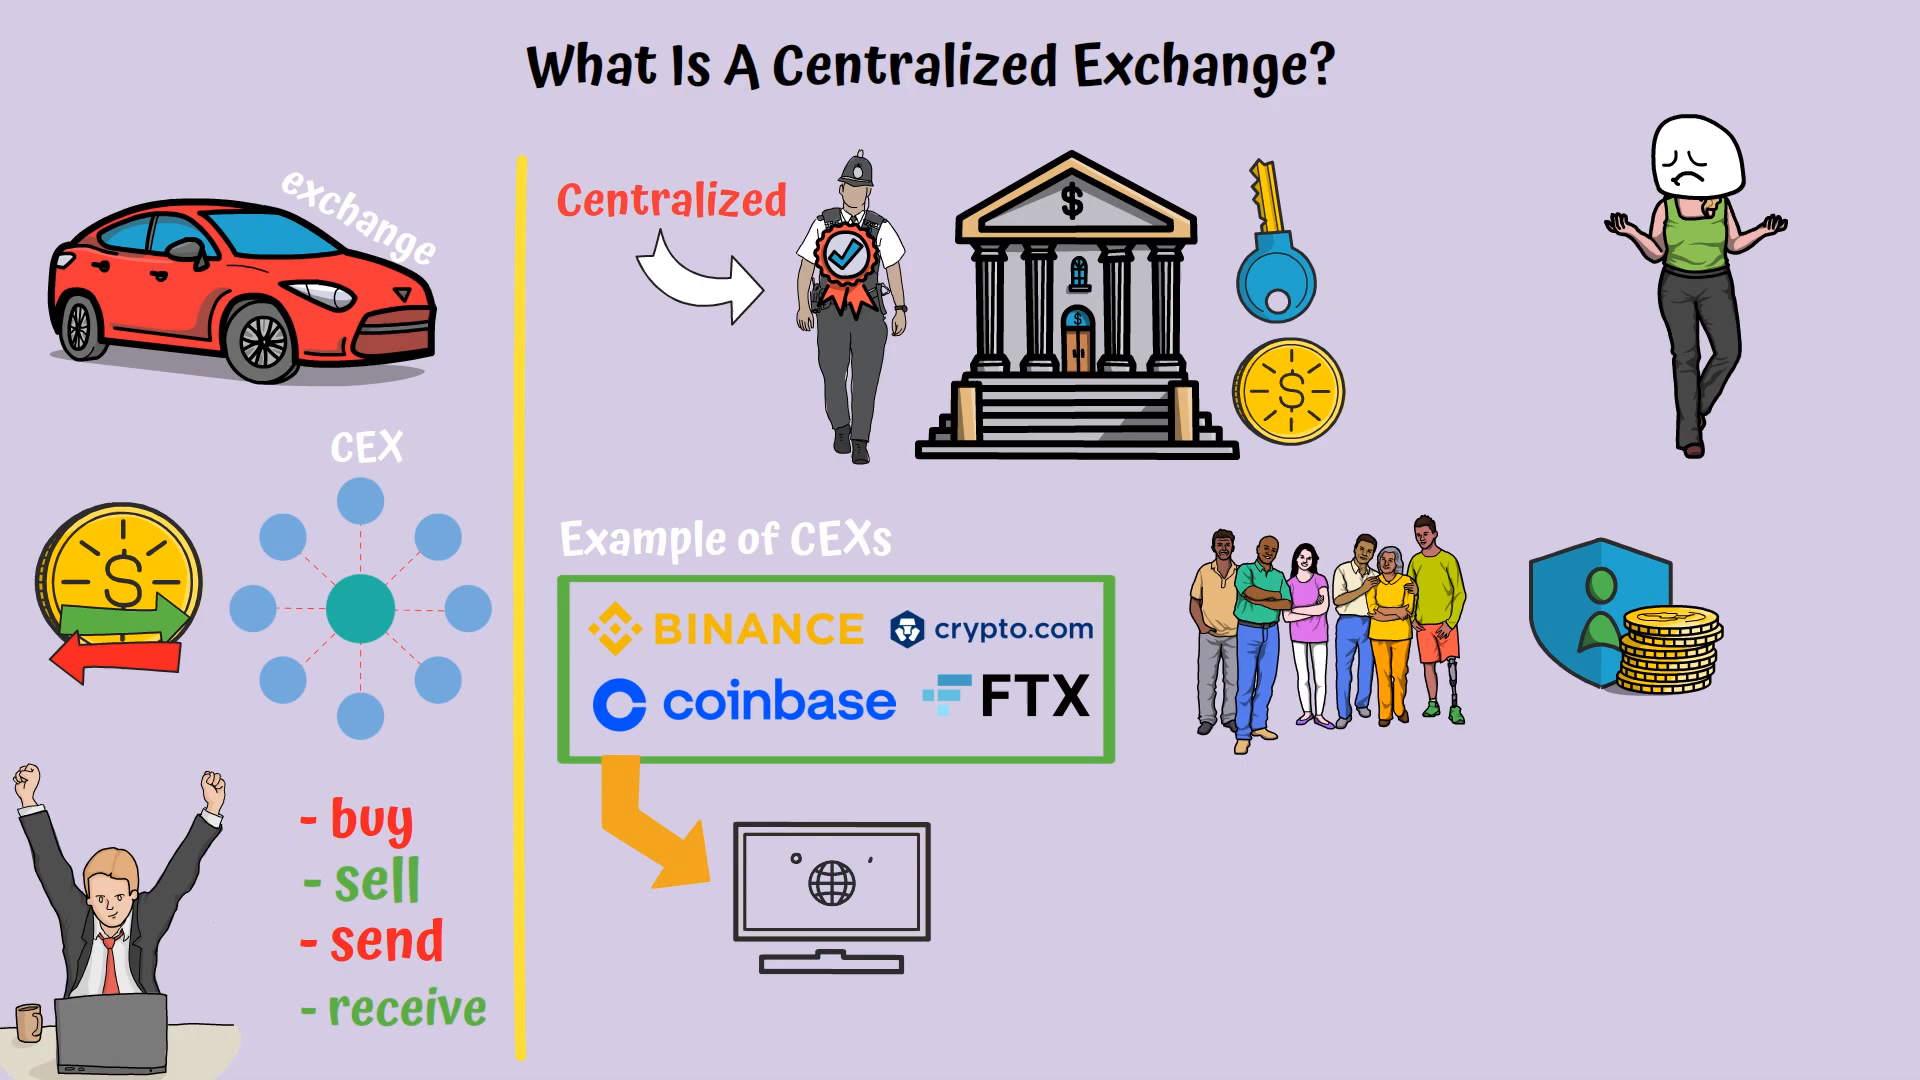 What Is A Centralized Exchange?
exchange
CEX
- buy
- sell
- send
- receive
Centralized
$
$
S
S
Example of CEXs
BINANCE
crypto.com
coinbase
FTX